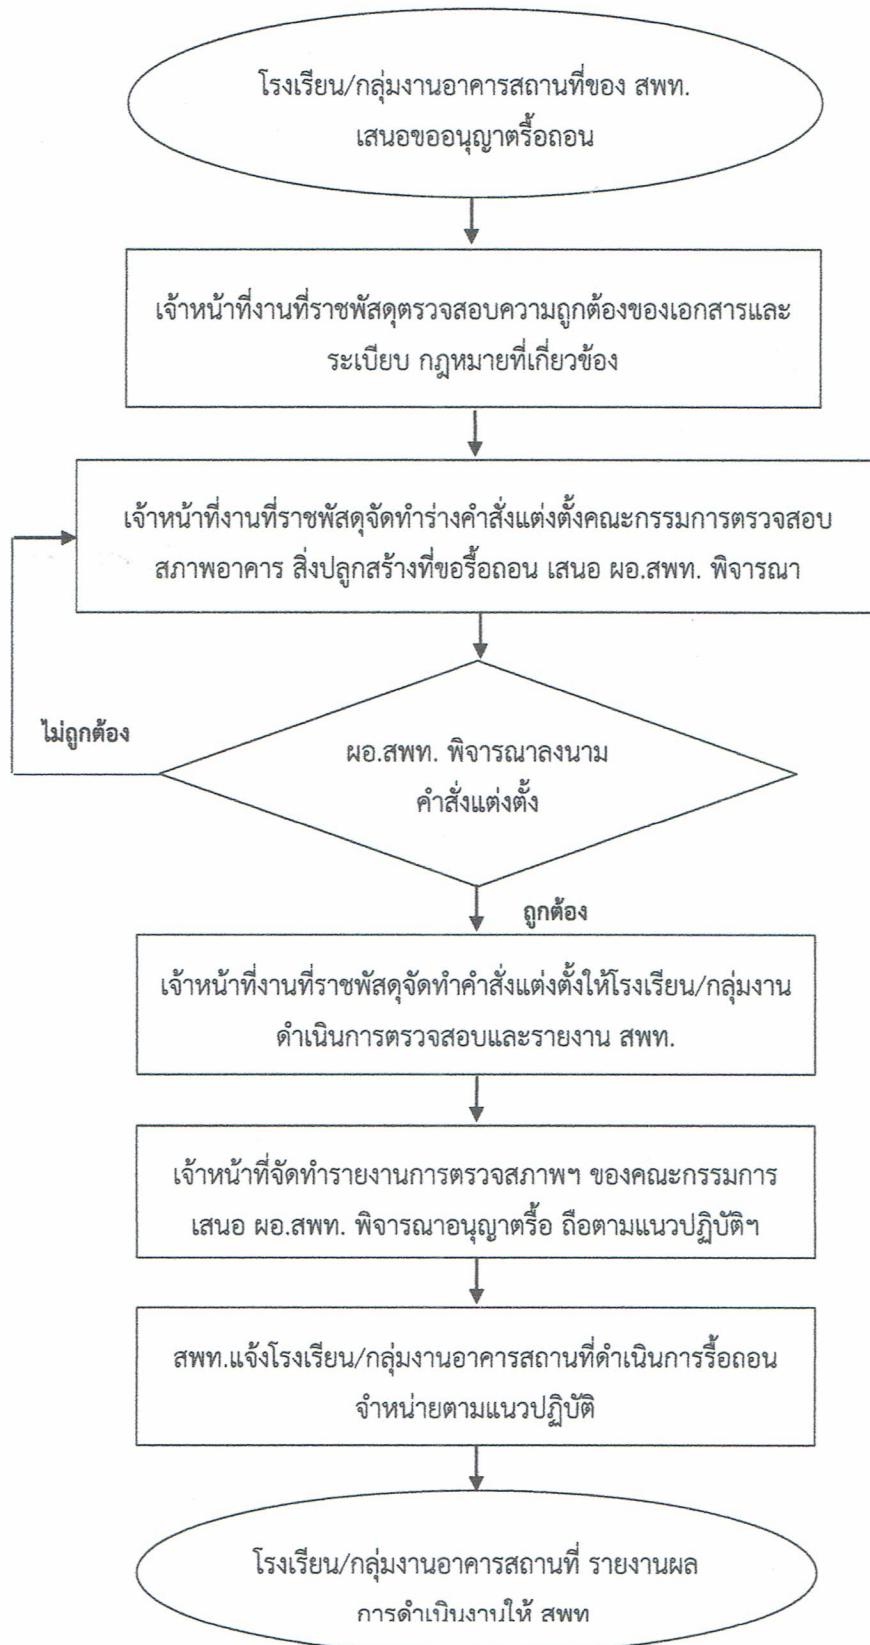 โรงเรียน/กลุ่มงานอาคารสถานที่ของ สพท.
เสนอขออนุญาตรื้อถอน
เจ้าหน้าที่งานที่ราชพัสดุตรวจสอบความถูกต้องของเอกสารและ
ระเบียบ กฎหมายที่เกี่ยวข้อง
เจ้าหน้าที่งานที่ราชพัสดุจัดทำร่างคำสั่งแต่งตั้งคณะกรรมการตรวจสอบ
สภาพอาคาร สิ่งปลูกสร้างที่ขอรื้อถอน เสนอ ผอ.สพท. พิจารณา
ไม่ถูกต้อง
ผอ.สพท. พิจารณาลงนาม
คำสั่งแต่งตั้ง
ถูกต้อง
เจ้าหน้าที่งานที่ราชพัสดุจัดทำคำสั่งแต่งตั้งให้โรงเรียน/กลุ่มงาน
ดำเนินการตรวจสอบและรายงาน สพท.
เจ้าหน้าที่จัดทำรายงานการตรวจสภาพฯ ของคณะกรรมการ
เสนอ ผอ.สพท. พิจารณาอนุญาตรื้อ ถือตามแนวปฏิบัติฯ
สพท.แจ้งโรงเรียน/กลุ่มงานอาคารสถานที่ดำเนินการรื้อถอน
จำหน่ายตามแนวปฏิบัติ
โรงเรียน/กลุ่มงานอาคารสถานที่ รายงานผล
การดำเนินงานให้ สพท